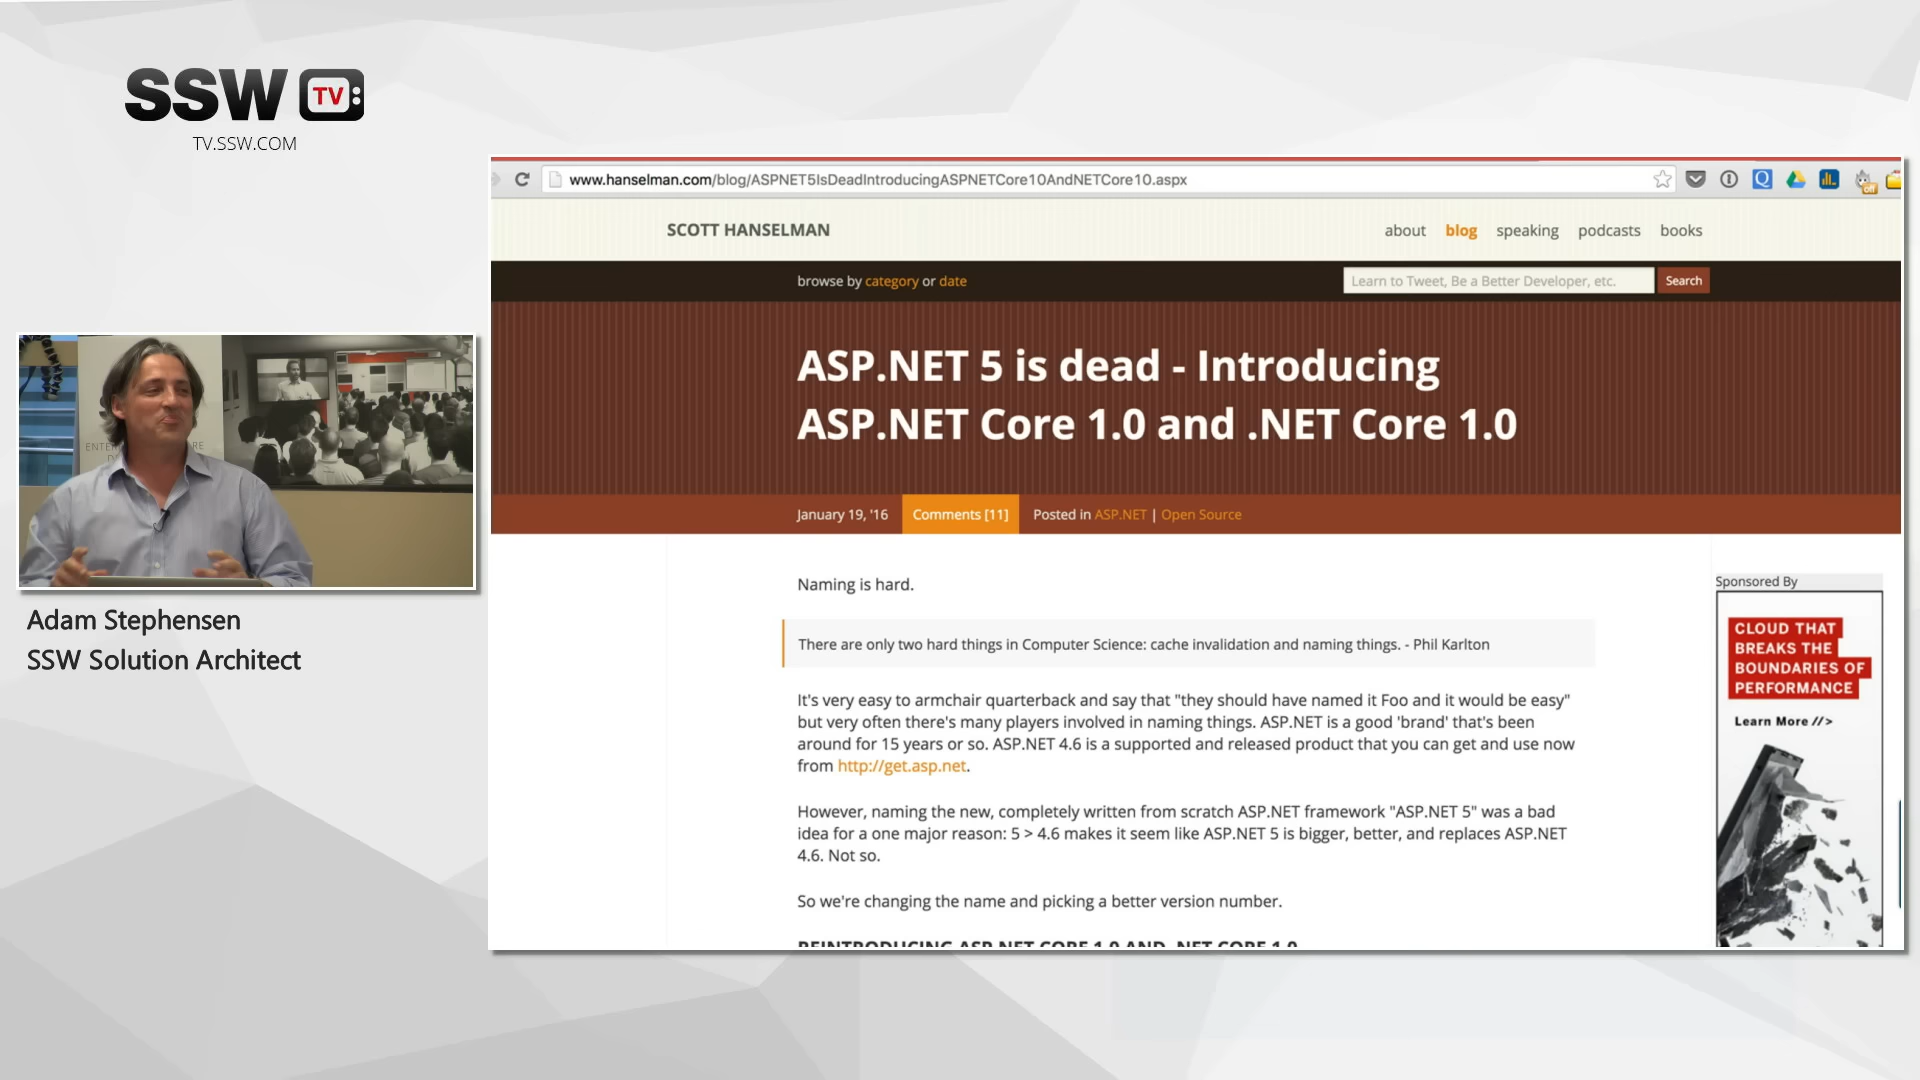 SSW TV:
TV.SSW.COM
www.hanselman.com/blog/ASPNET5IsDeadIntroducingASPNETCore10AndNETCore10.aspx
SCOTT HANSELMAN
about blog speaking podcasts books
browse by category or date
Learn to Tweet, Be a Better Developer, etc. Search
ASP.NET 5 is dead - Introducing
ASP.NET Core 1.0 and .NET Core 1.0
January 19, '16 Comments [11] Posted in ASP.NET | Open Source
Naming is hard.
There are only two hard things in Computer Science: cache invalidation and naming things. - Phil Karlton
It's very easy to armchair quarterback and say that "they should have named it Foo and it would be easy"
but very often there's many players involved in naming things. ASP.NET is a good 'brand' that's been
around for 15 years or so. ASP.NET 4.6 is a supported and released product that you can get and use now
from http://get.asp.net.
However, naming the new, completely written from scratch ASP.NET framework "ASP.NET 5" was a bad
idea for a one major reason: 5 > 4.6 makes it seem like ASP.NET 5 is bigger, better, and replaces ASP.NET
4.6. Not so.
So we're changing the name and picking a better version number.
REINTRODUCING ASP.NET CORE 1.0 AND .NET CORE 1.0
Sponsored By
CLOUD THAT
BREAKS THE
BOUNDARIES OF
PERFORMANCE
Learn More //>
Adam Stephensen
SSW Solution Architect